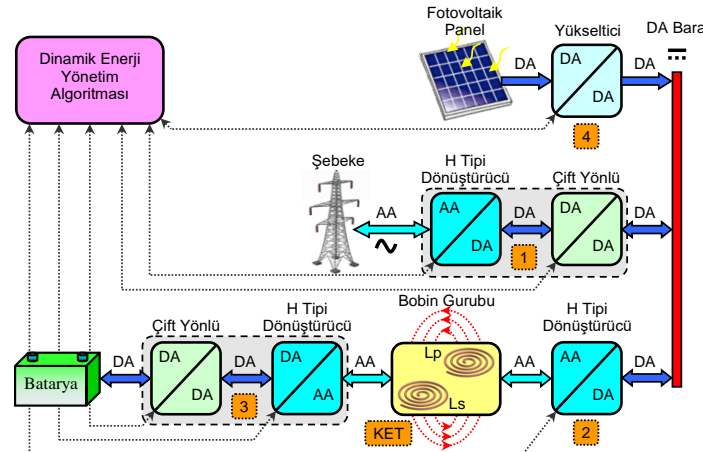 Fotovoltaik
Panel
Yükseltici
DA Bara
Dinamik Enerji
Yönetim
Algoritması
DA
DA
DA
DA
4
Şebeke
H Tipi
Dönüştürücü
Çift Yönlü
AA
AA
DA
DA
DA
DA
DA
1
Çift Yönlü
H Tipi
Dönüştürücü
Bobin Gurubu
H Tipi
Dönüştürücü
Batarya
DA
DA
DA
DA
DA
AA
AA
Lp
Ls
AA
AA
DA
DA
3
KET
2